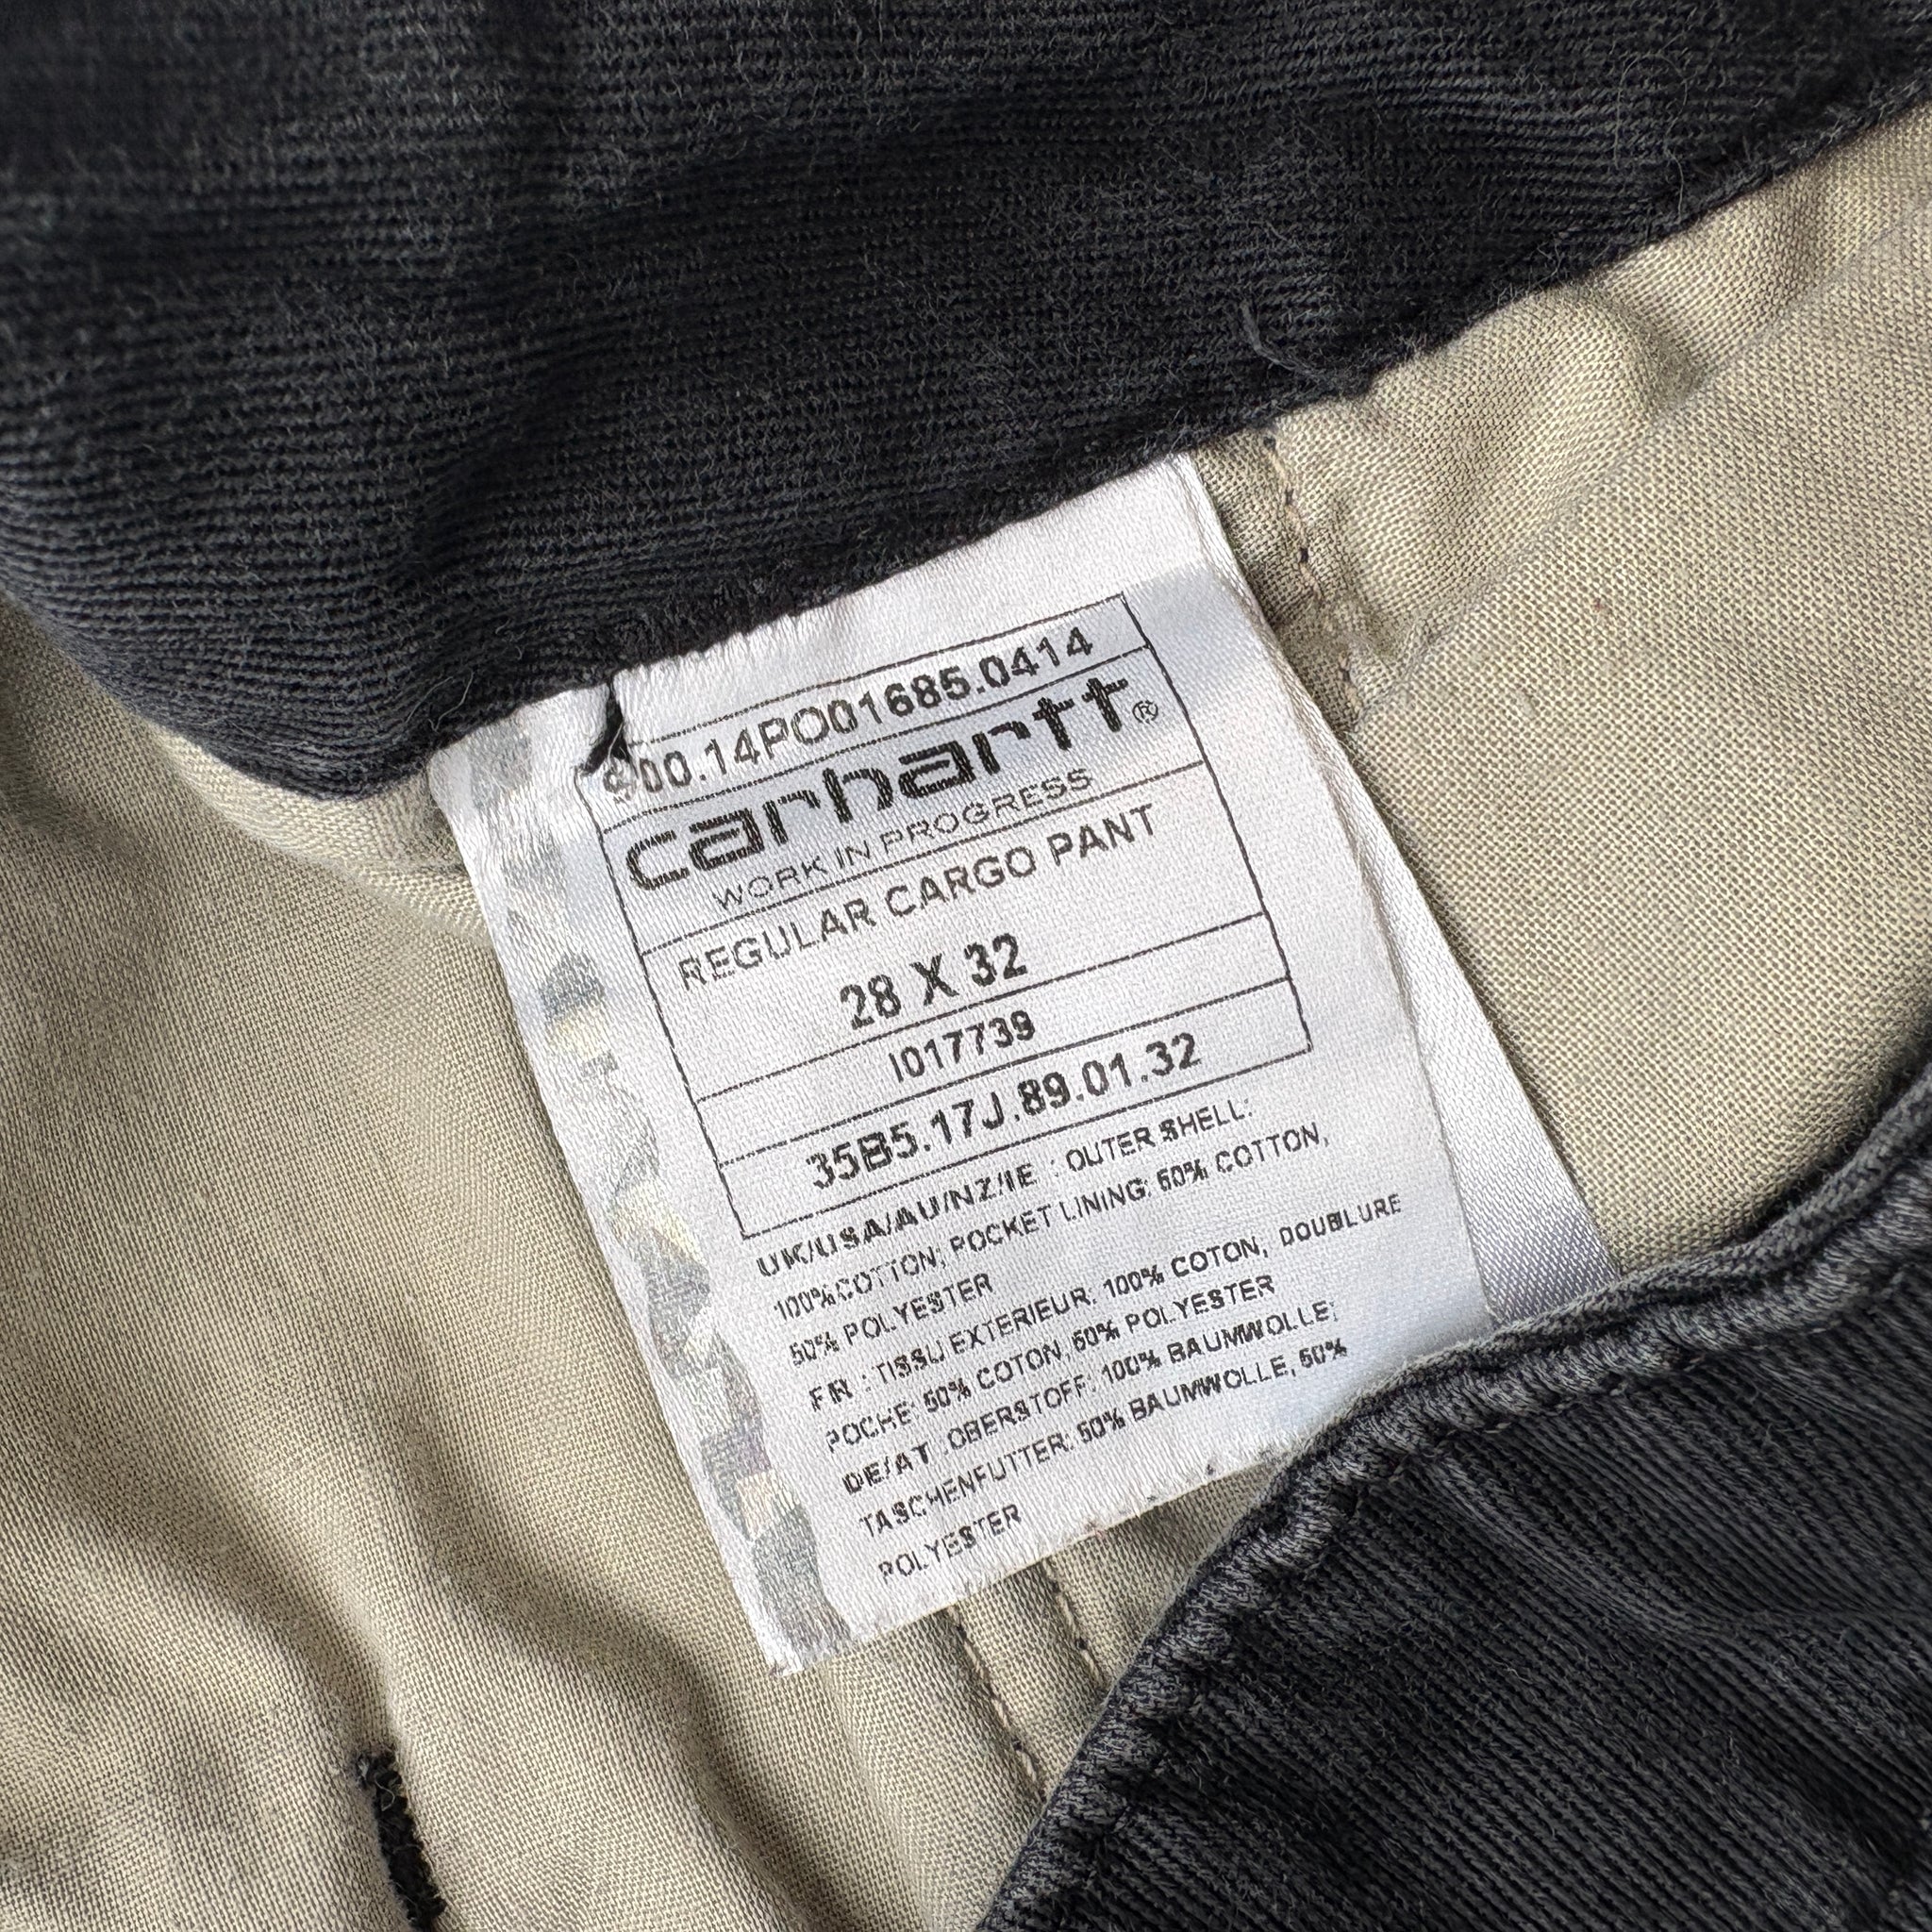 900.14PO01685.0414
carhartt®
WORK IN PROGRESS
REGULAR CARGO PANT
28 X 32
I017739
35B5.17J.89.01.32
UK/USA/AU/NZ/IE : OUTER SHELL:
100%COTTON; POCKET LINING: 50% COTTON,
50% POLYESTER
FR : TISSU EXTERIEUR: 100% COTON, DOUBLURE
POCHE: 50% COTON, 50% POLYESTER
DE/AT :OBERSTOFF: 100% BAUMWOLLE;
TASCHENFUTTER: 50% BAUMWOLLE, 50%
POLYESTER